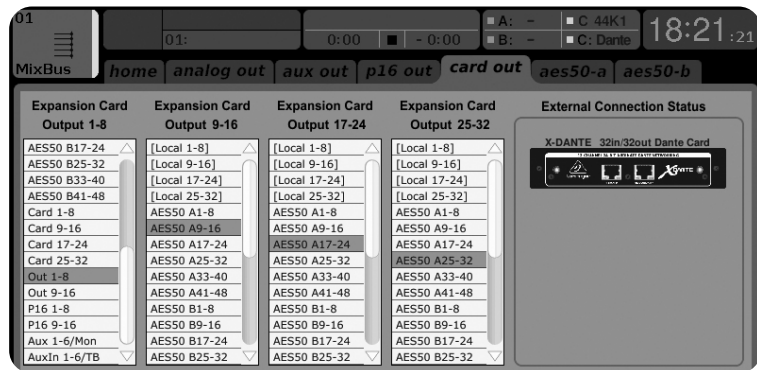 01
01:
0:00
- 0:00
A: -
B: -
C 44K1
C: Dante
18:21:21
MixBus
home
analog out
aux out
p16 out
card out
aes50-a
aes50-b
Expansion Card
Output 1-8
AES50 B17-24
AES50 B25-32
AES50 B33-40
AES50 B41-48
Card 1-8
Card 9-16
Card 17-24
Card 25-32
Out 1-8
Out 9-16
P16 1-8
P16 9-16
Aux 1-6/Mon
AuxIn 1-6/TB
Expansion Card
Output 9-16
[Local 1-8]
[Local 9-16]
[Local 17-24]
[Local 25-32]
AES50 A1-8
AES50 A9-16
AES50 A17-24
AES50 A25-32
AES50 A33-40
AES50 A41-48
AES50 B1-8
AES50 B9-16
AES50 B17-24
AES50 B25-32
Expansion Card
Output 17-24
[Local 1-8]
[Local 9-16]
[Local 17-24]
[Local 25-32]
AES50 A1-8
AES50 A9-16
AES50 A17-24
AES50 A25-32
AES50 A33-40
AES50 A41-48
AES50 B1-8
AES50 B9-16
AES50 B17-24
AES50 B25-32
Expansion Card
Output 25-32
[Local 1-8]
[Local 9-16]
[Local 17-24]
[Local 25-32]
AES50 A1-8
AES50 A9-16
AES50 A17-24
AES50 A25-32
AES50 A33-40
AES50 A41-48
AES50 B1-8
AES50 B9-16
AES50 B17-24
AES50 B25-32
External Connection Status
X-DANTE 32in/32out Dante Card